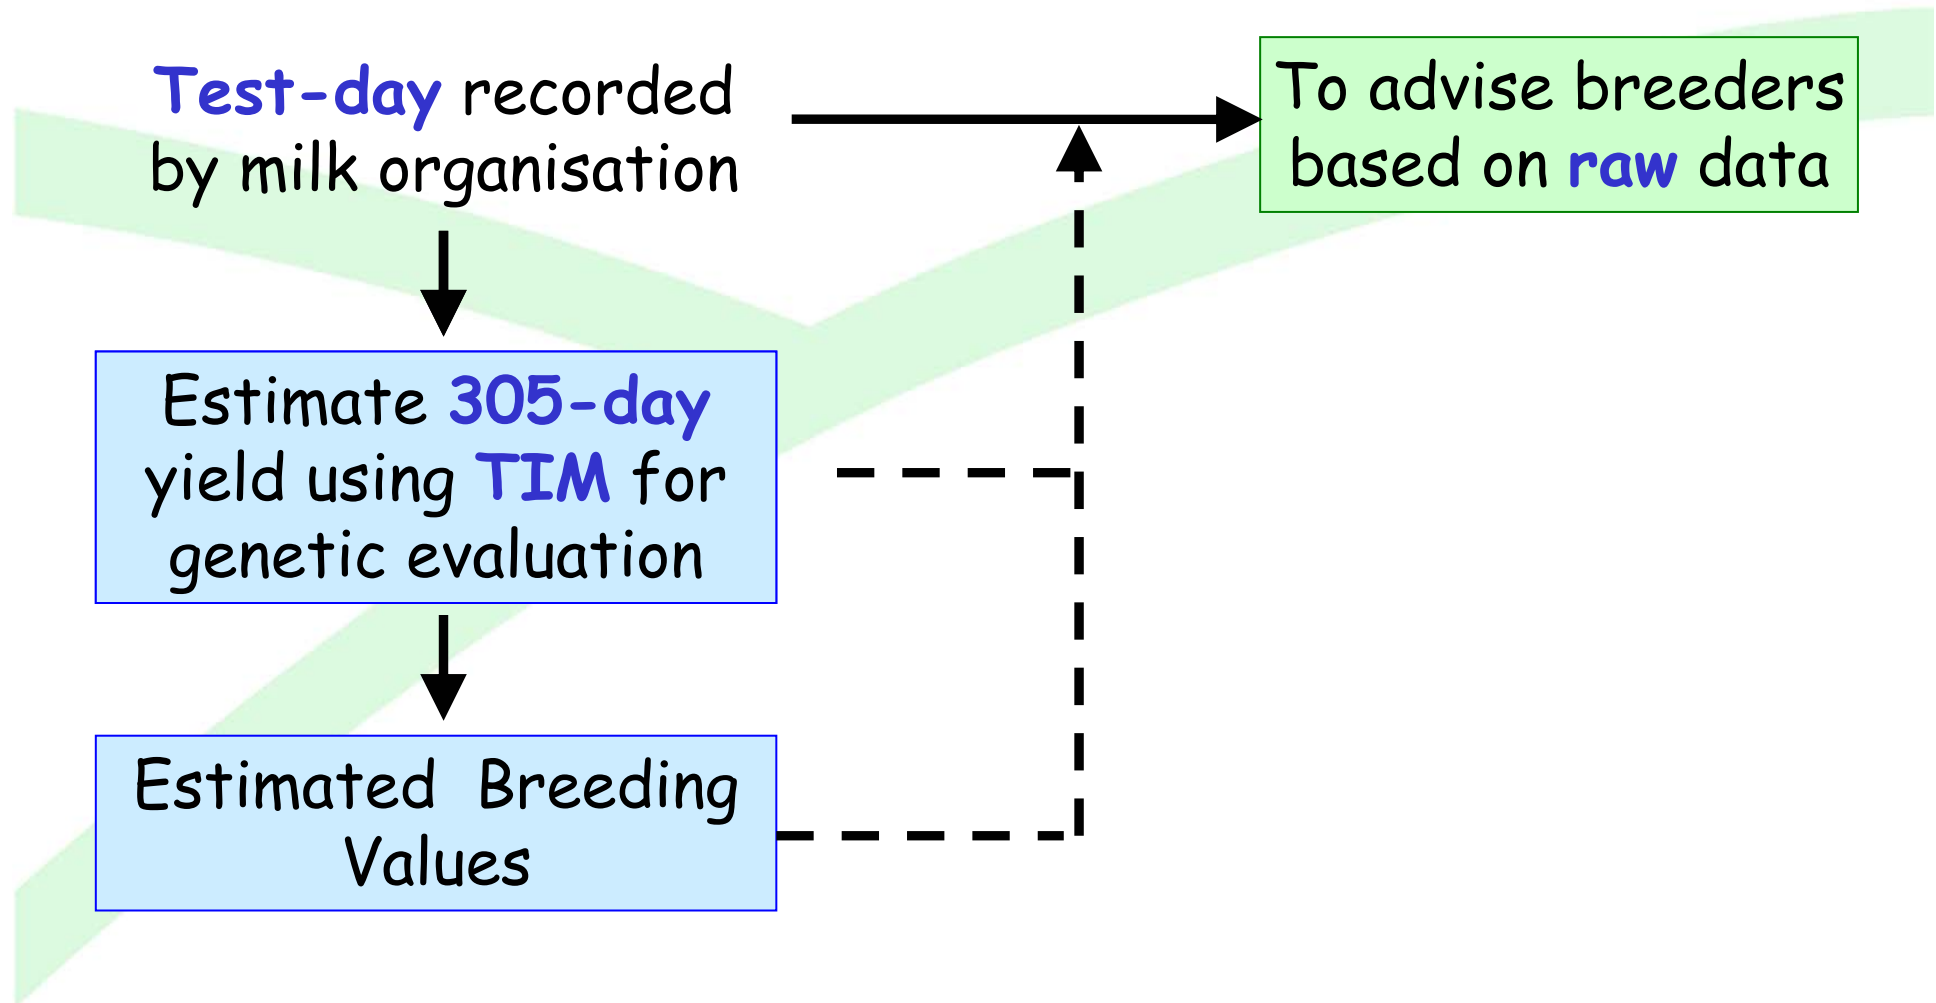 Test-day recorded
by milk organisation
To advise breeders
based on raw data
Estimate 305-day
yield using TIM for
genetic evaluation
Estimated Breeding
Values